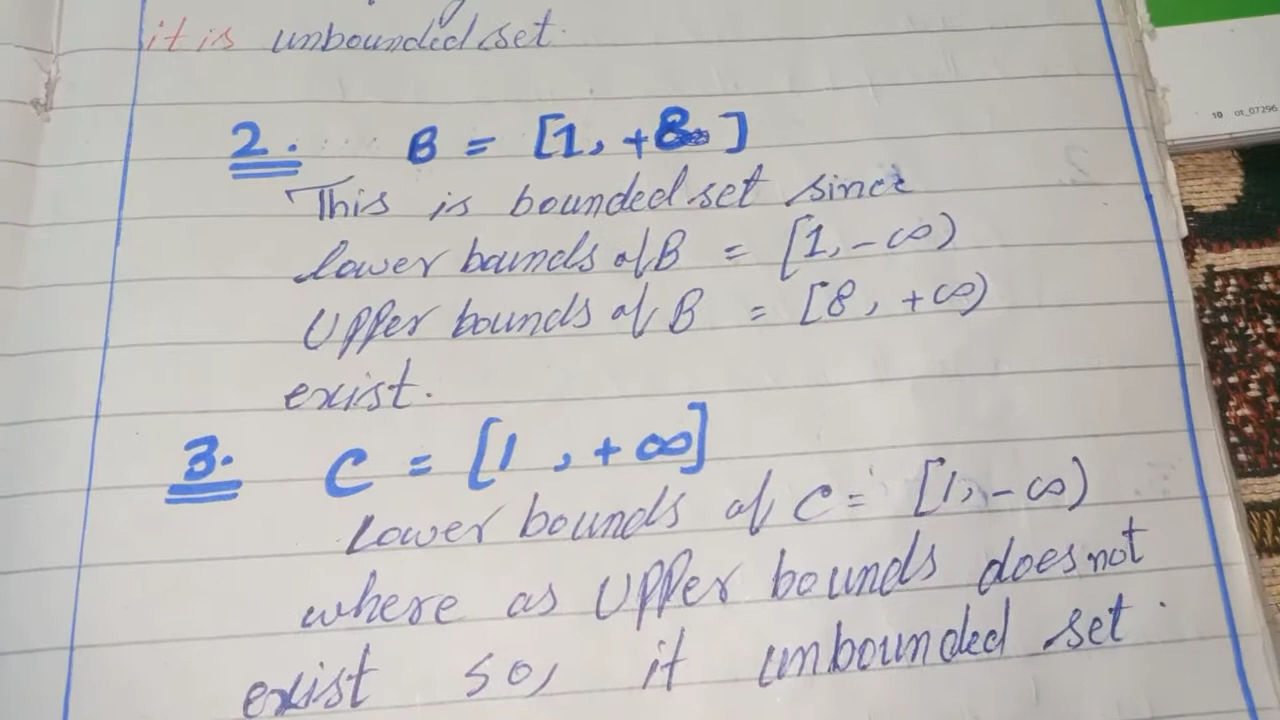 it is unbounded set.
2. B = [1, +8 ]
This is bounded set since
lower bounds of B = [1, -∞)
Upper bounds of B = [8, +∞)
exist.
3. C = [1, +∞]
Lower bounds of C = [1, -∞)
where as Upper bounds does not
exist so, it unbounded set.
10 ot_07296